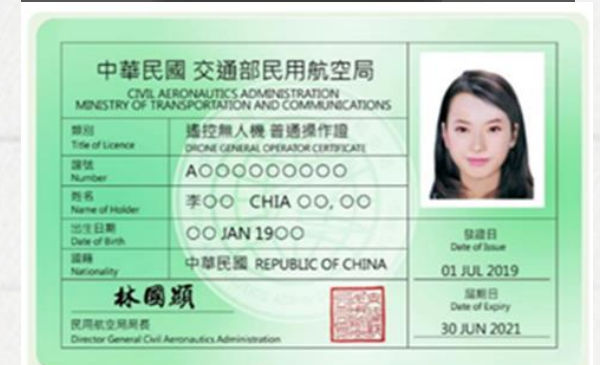 中華民國 交通部民用航空局
CIVIL AERONAUTICS ADMINISTRATION
MINISTRY OF TRANSPORTATION AND COMMUNICATIONS
類別 遙控無人機 普通操作證
Title of Licence DRONE GENERAL OPERATOR CERTIFICATE
證號 A○○○○○○○○○
Number
姓名 李○○ CHIA ○○, ○○
Name of Holder
出生日期 ○○ JAN 19○○
Date of Birth
國籍 中華民國 REPUBLIC OF CHINA
Nationality
林國顯
民用航空局局長
Director General Civil Aeronautics Administration
發證日
Date of Issue
01 JUL 2019
屆期日
Date of Expiry
30 JUN 2021